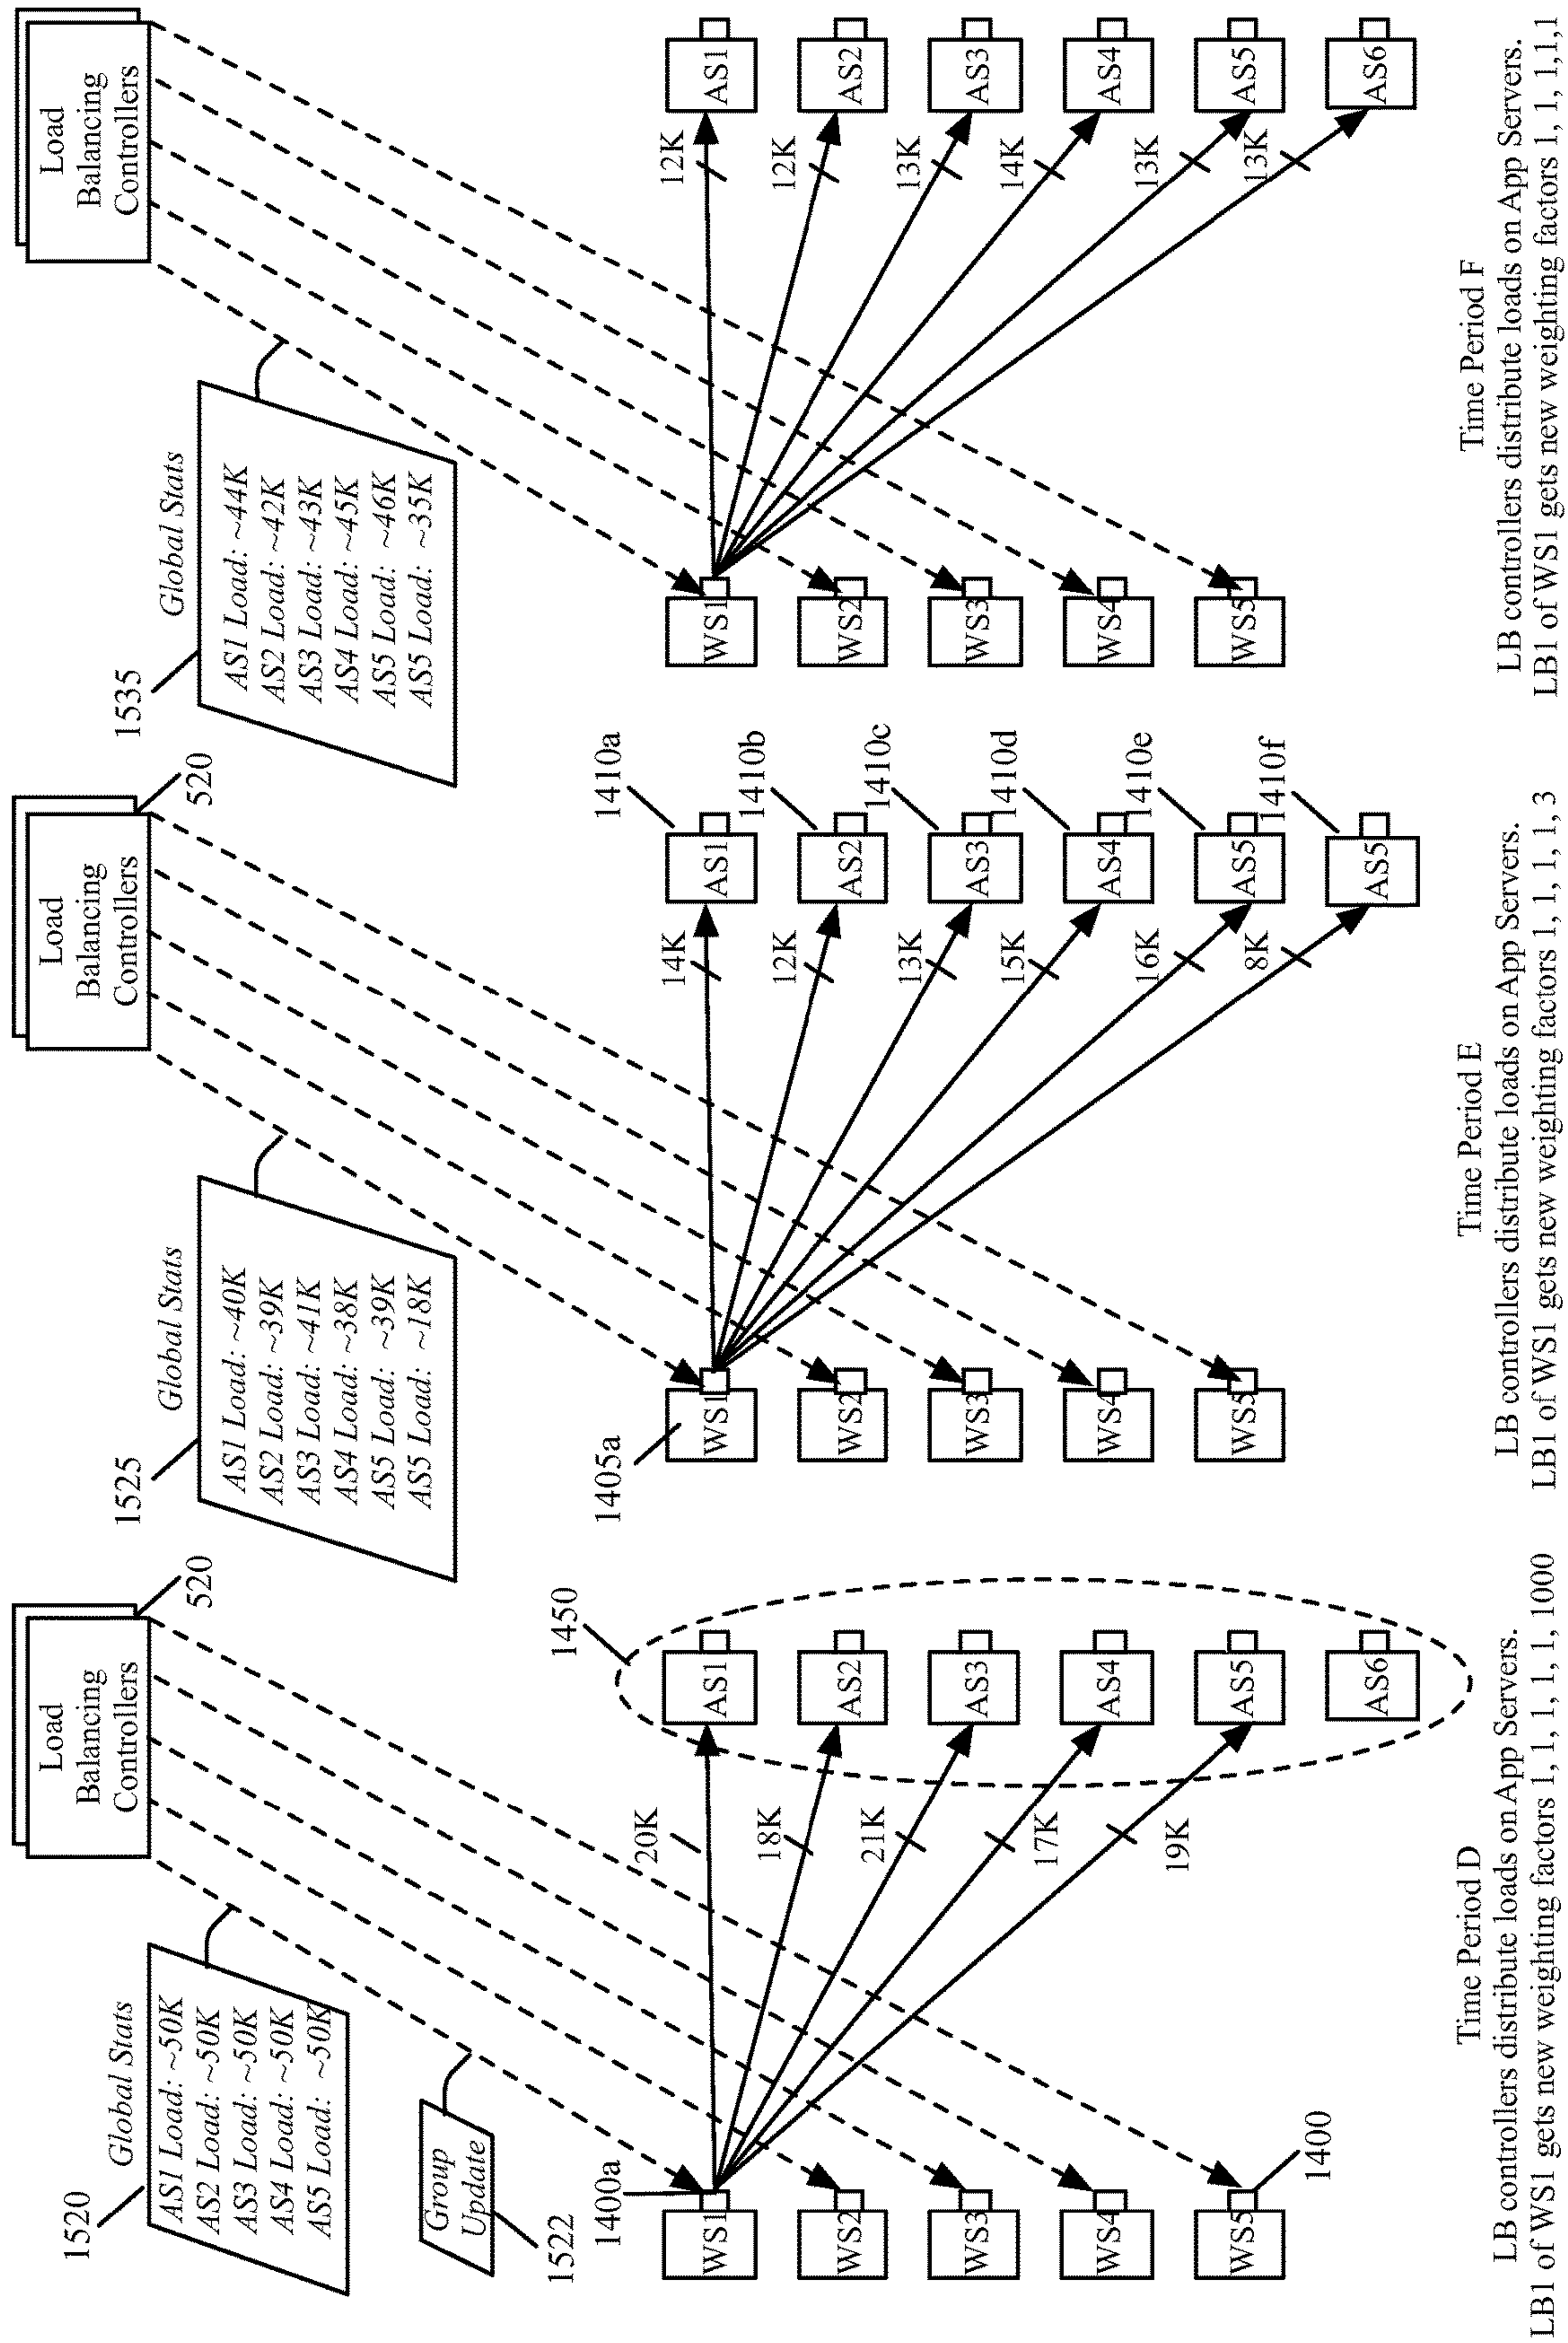 Load
Balancing
Controllers
520
1520
Global Stats
AS1 Load: ~50K
AS2 Load: ~50K
AS3 Load: ~50K
AS4 Load: ~50K
AS5 Load: ~50K
Group
Update
1522
1450
1400a
WS1
20K
AS1
WS2
18K
AS2
WS3
21K
AS3
WS4
17K
AS4
WS5
19K
AS5
1400
AS6
Time Period D
LB controllers distribute loads on App Servers.
LB1 of WS1 gets new weighting factors 1, 1, 1, 1, 1, 1000
Load
Balancing
Controllers
520
1525
Global Stats
AS1 Load: ~40K
AS2 Load: ~39K
AS3 Load: ~41K
AS4 Load: ~38K
AS5 Load: ~39K
AS5 Load: ~18K
1405a
1410a
WS1
14K
AS1
1410b
WS2
12K
AS2
1410c
WS3
13K
AS3
1410d
WS4
15K
AS4
1410e
WS5
16K
AS5
1410f
8K
AS5
Time Period E
LB controllers distribute loads on App Servers.
LB1 of WS1 gets new weighting factors 1, 1, 1, 1, 3
Load
Balancing
Controllers
1535
Global Stats
AS1 Load: ~44K
AS2 Load: ~42K
AS3 Load: ~43K
AS4 Load: ~45K
AS5 Load: ~46K
AS5 Load: ~35K
WS1
12K
AS1
WS2
12K
AS2
WS3
13K
AS3
WS4
14K
AS4
WS5
13K
AS5
13K
AS6
Time Period F
LB controllers distribute loads on App Servers.
LB1 of WS1 gets new weighting factors 1, 1, 1,1,1